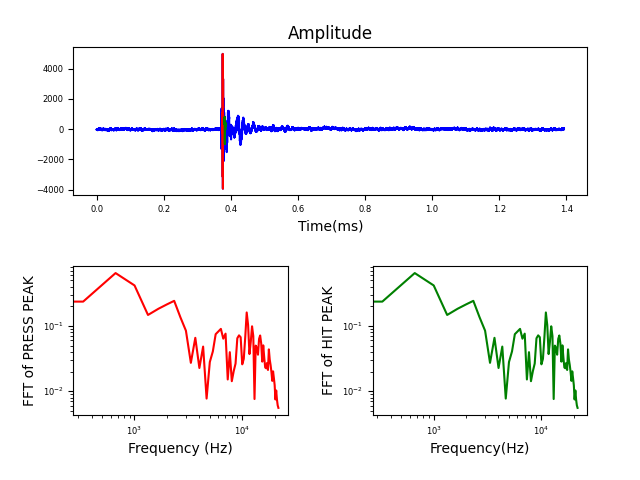 Amplitude
4000
2000
0
−2000
−4000
0.0 0.2 0.4 0.6 0.8 1.0 1.2 1.4
Time(ms)
FFT of PRESS PEAK
10⁻¹
10⁻²
10³ 10⁴
Frequency (Hz)
FFT of HIT PEAK
10⁻¹
10⁻²
10³ 10⁴
Frequency(Hz)